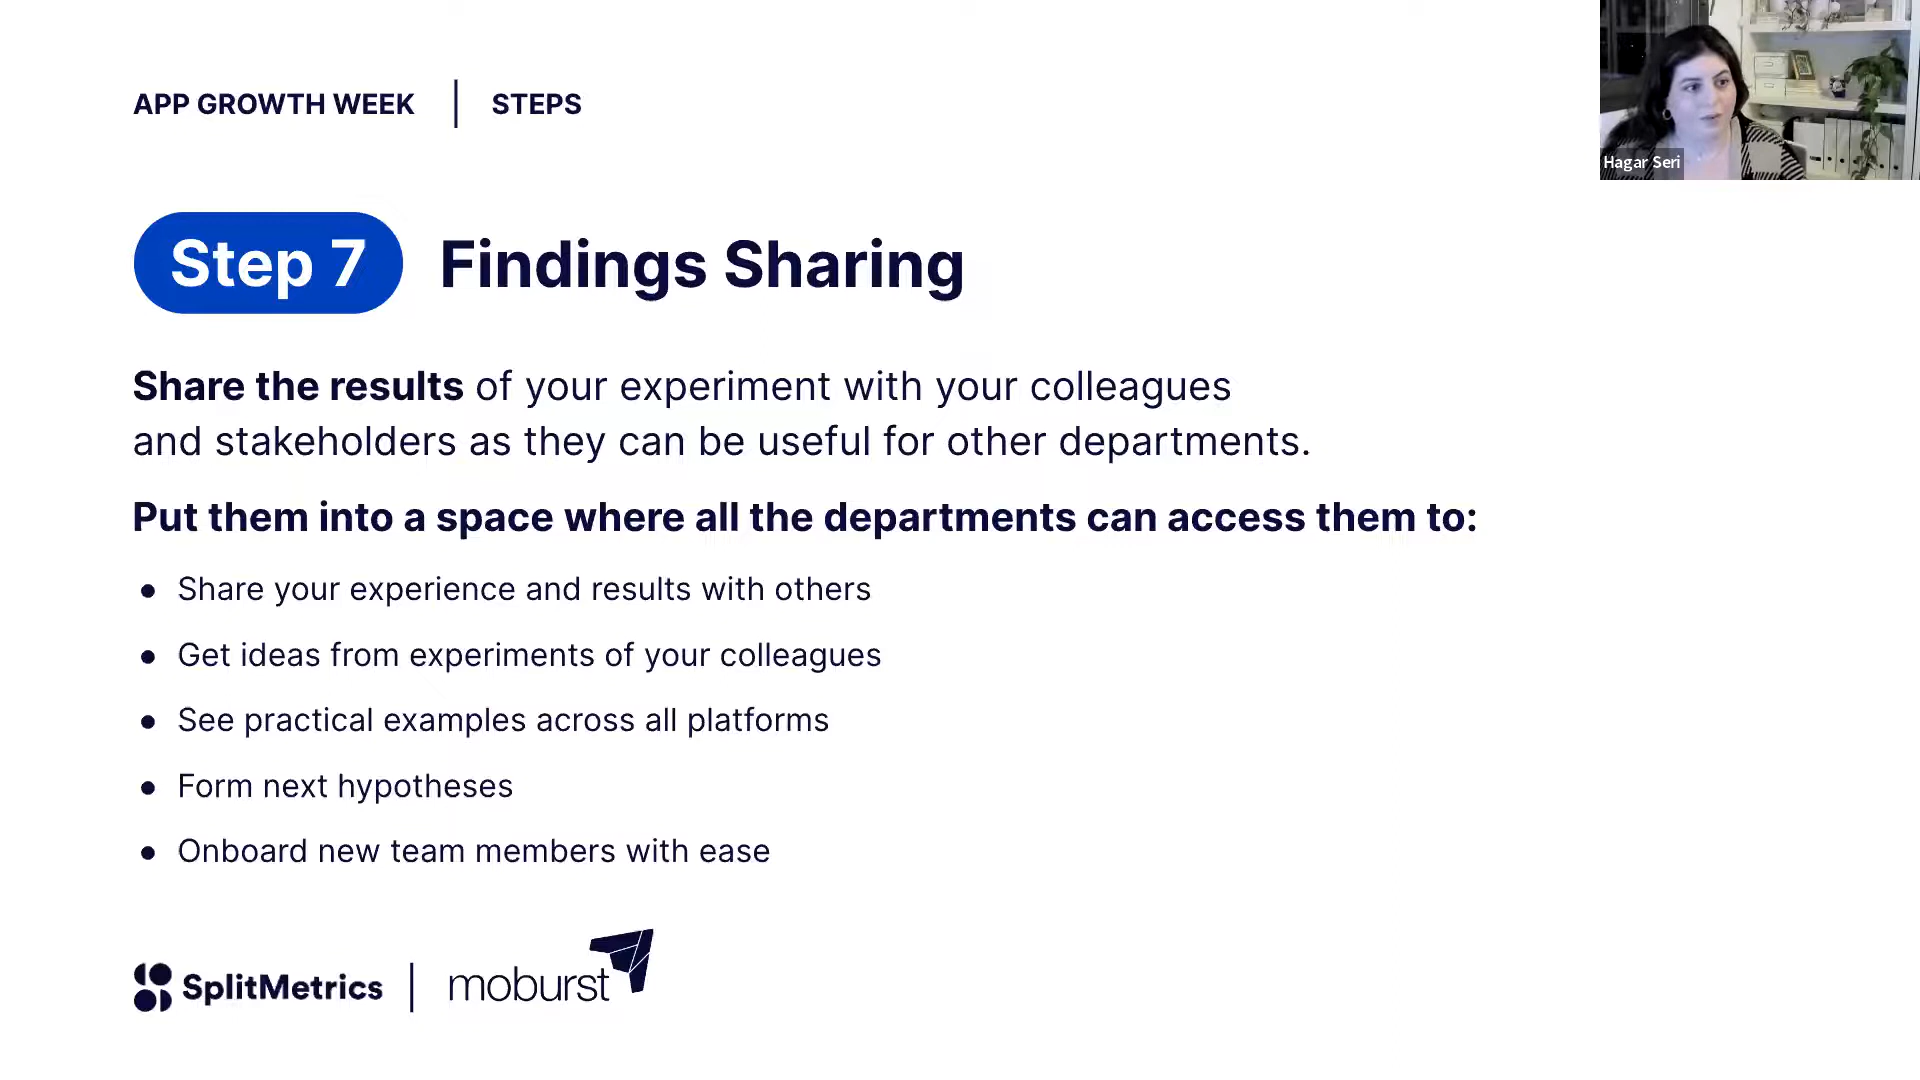 APP GROWTH WEEK | STEPS
Hagar Seri
Step 7 Findings Sharing
Share the results of your experiment with your colleagues
and stakeholders as they can be useful for other departments.
Put them into a space where all the departments can access them to:
● Share your experience and results with others
● Get ideas from experiments of your colleagues
● See practical examples across all platforms
● Form next hypotheses
● Onboard new team members with ease
SplitMetrics | moburst